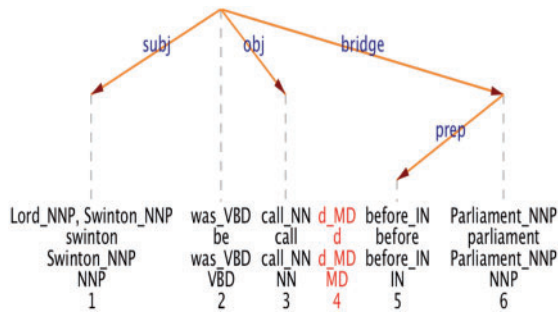 subj obj bridge
prep
Lord_NNP, Swinton_NNP was_VBD call_NN d_MD before_IN Parliament_NNP
swinton be call d before parliament
Swinton_NNP was_VBD call_NN d_MD before_IN Parliament_NNP
NNP VBD NN MD IN NNP
1 2 3 4 5 6